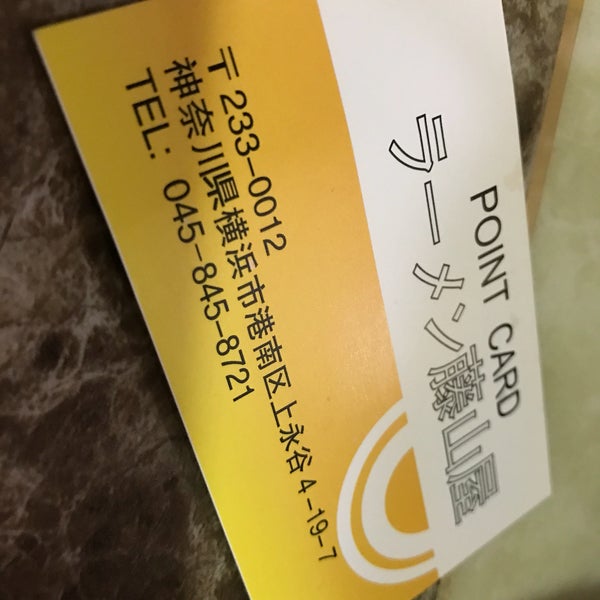 POINT CARD
ラーメン藤山屋
〒233-0012
神奈川県横浜市港南区上永谷4-19-7
TEL: 045-845-8721